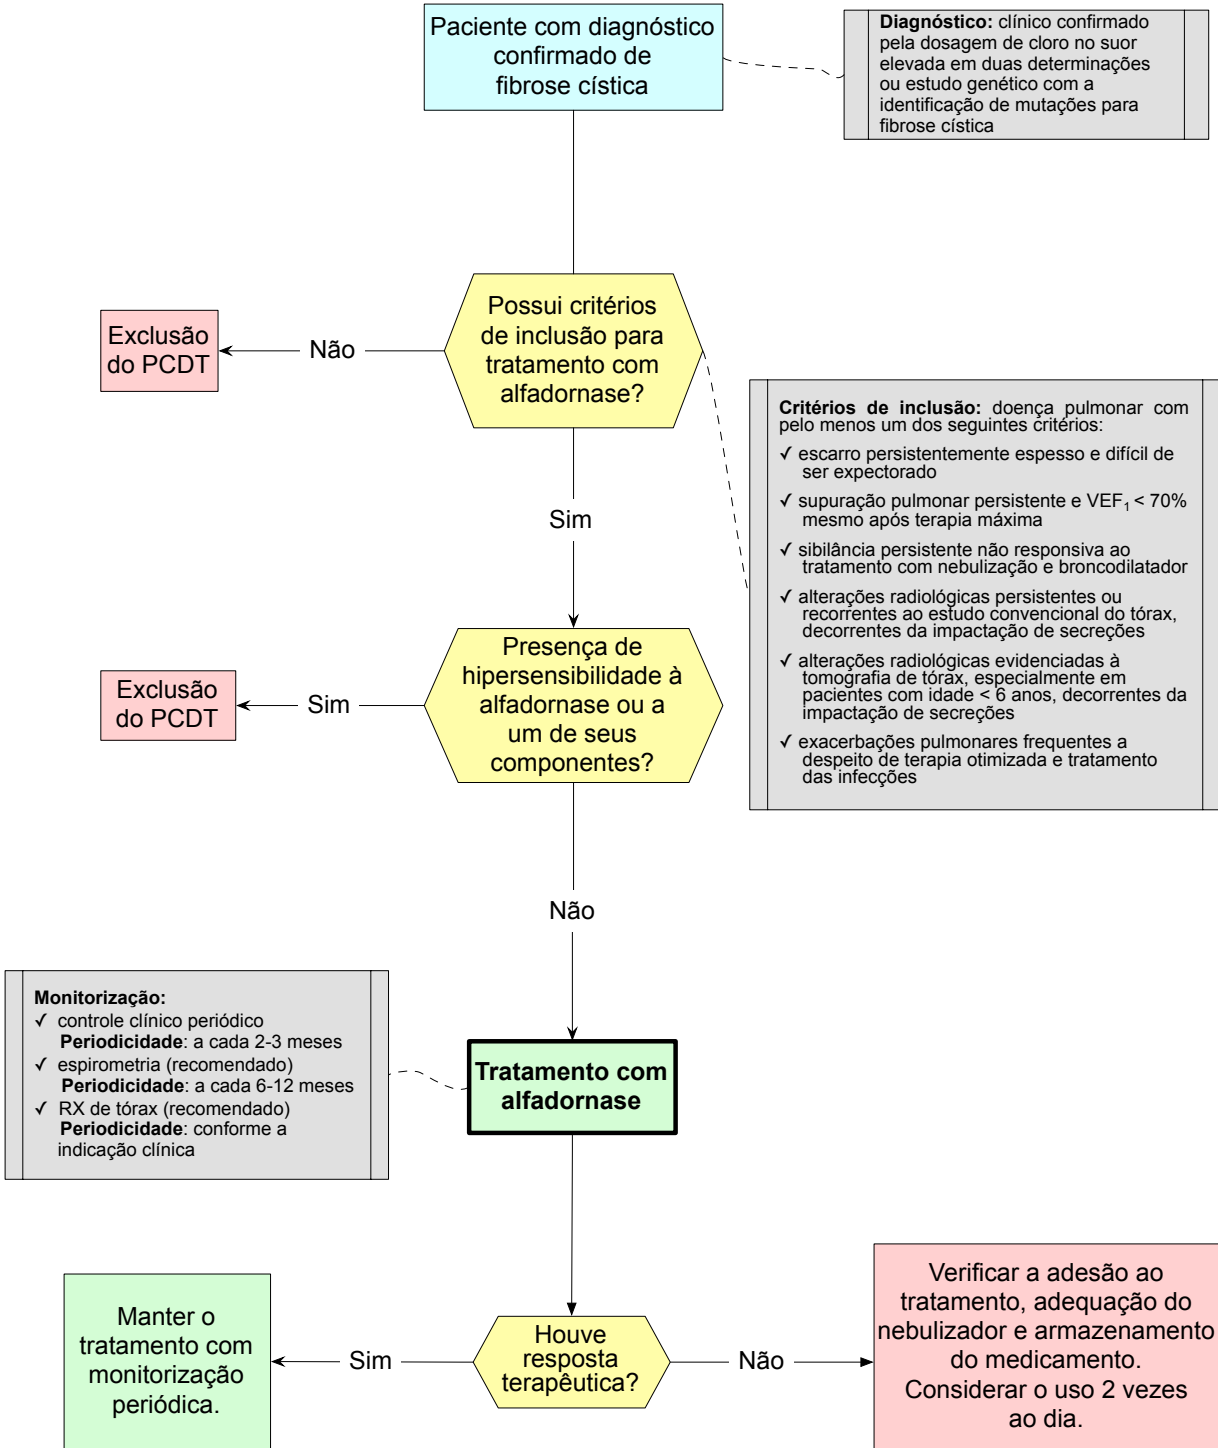 Paciente com diagnóstico
confirmado de
fibrose cística
Diagnóstico: clínico confirmado
pela dosagem de cloro no suor
elevada em duas determinações
ou estudo genético com a
identificação de mutações para
fibrose cística
Possui critérios
de inclusão para
tratamento com
alfadornase?
Não
Exclusão
do PCDT
Critérios de inclusão: doença pulmonar com
pelo menos um dos seguintes critérios:
✓ escarro persistentemente espesso e difícil de
ser expectorado
✓ supuração pulmonar persistente e VEF₁ < 70%
mesmo após terapia máxima
✓ sibilância persistente não responsiva ao
tratamento com nebulização e broncodilatador
✓ alterações radiológicas persistentes ou
recorrentes ao estudo convencional do tórax,
decorrentes da impactação de secreções
✓ alterações radiológicas evidenciadas à
tomografia de tórax, especialmente em
pacientes com idade < 6 anos, decorrentes da
impactação de secreções
✓ exacerbações pulmonares frequentes a
despeito de terapia otimizada e tratamento
das infecções
Sim
Presença de
hipersensibilidade à
alfadornase ou a
um de seus
componentes?
Sim
Exclusão
do PCDT
Não
Monitorização:
✓ controle clínico periódico
Periodicidade: a cada 2-3 meses
✓ espirometria (recomendado)
Periodicidade: a cada 6-12 meses
✓ RX de tórax (recomendado)
Periodicidade: conforme a
indicação clínica
Tratamento com
alfadornase
Houve
resposta
terapêutica?
Sim
Manter o
tratamento com
monitorização
periódica.
Não
Verificar a adesão ao
tratamento, adequação do
nebulizador e armazenamento
do medicamento.
Considerar o uso 2 vezes
ao dia.